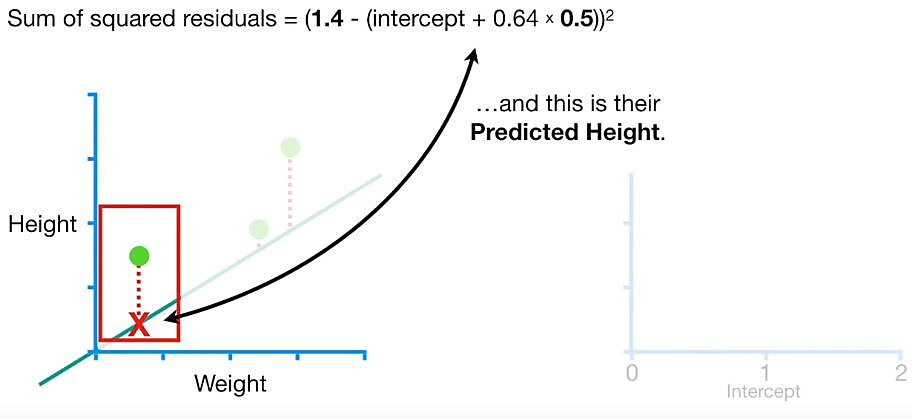 Sum of squared residuals = (1.4 - (intercept + 0.64 × 0.5))²
…and this is their
Predicted Height.
Height
X
Weight
0 1 2
Intercept